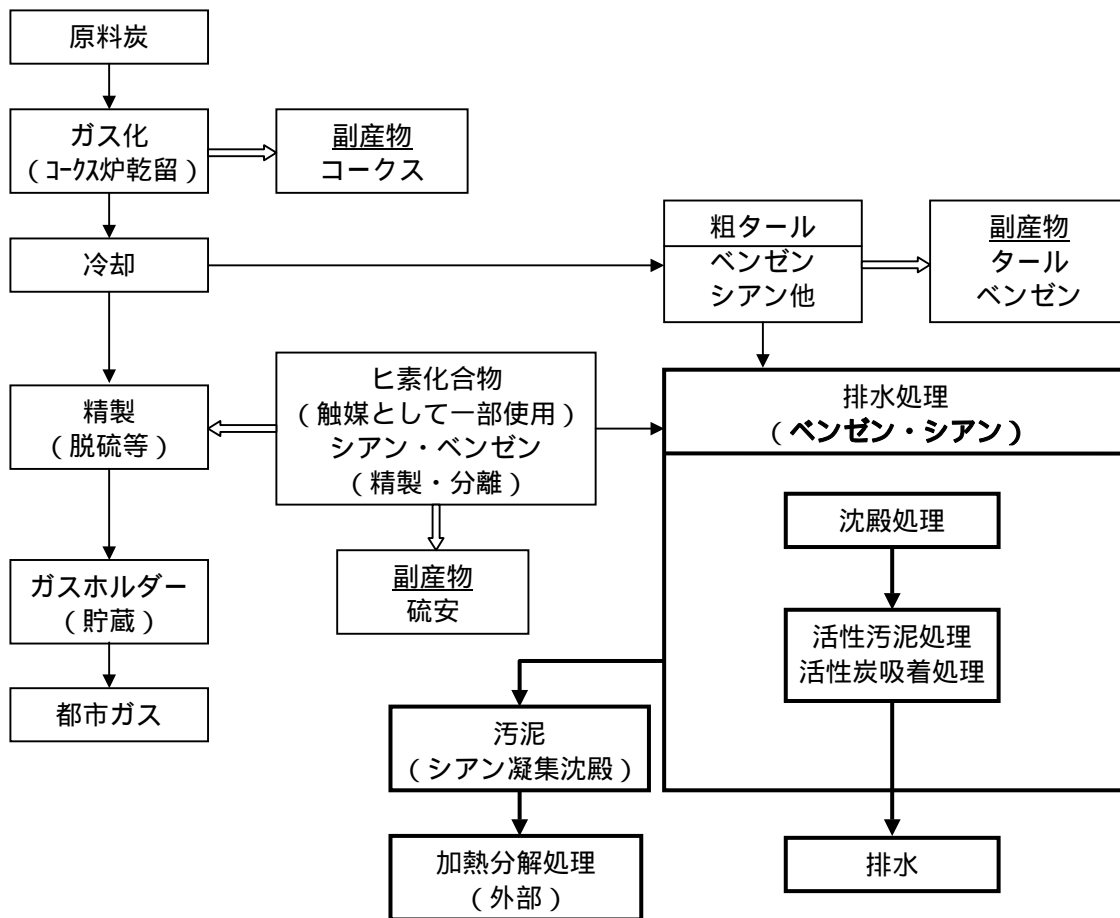 原料炭
ガス化
（コークス炉乾留）
副産物
コークス
冷却
粗タール
ベンゼン
シアン他
副産物
タール
ベンゼン
精製
（脱硫等）
ヒ素化合物
（触媒として一部使用）
シアン・ベンゼン
（精製・分離）
排水処理
（ベンゼン・シアン）
沈殿処理
ガスホルダー
（貯蔵）
副産物
硫安
活性汚泥処理
活性炭吸着処理
都市ガス
汚泥
（シアン凝集沈殿）
加熱分解処理
（外部）
排水